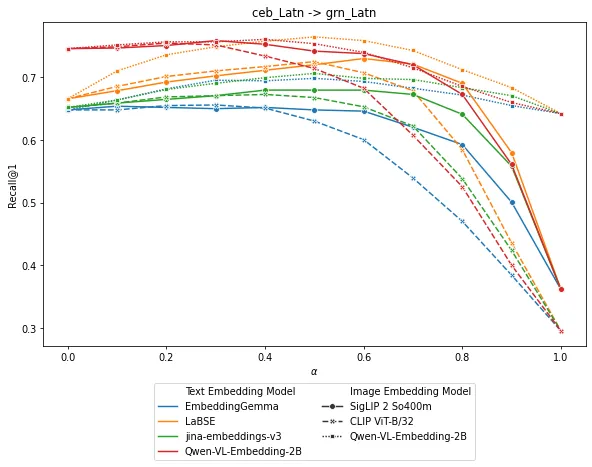 ceb_Latn -> grn_Latn
Recall@1
0.7
0.6
0.5
0.4
0.3
0.0 0.2 0.4 0.6 0.8 1.0
α
Text Embedding Model Image Embedding Model
EmbeddingGemma SigLIP 2 So400m
LaBSE CLIP ViT-B/32
jina-embeddings-v3 Qwen-VL-Embedding-2B
Qwen-VL-Embedding-2B